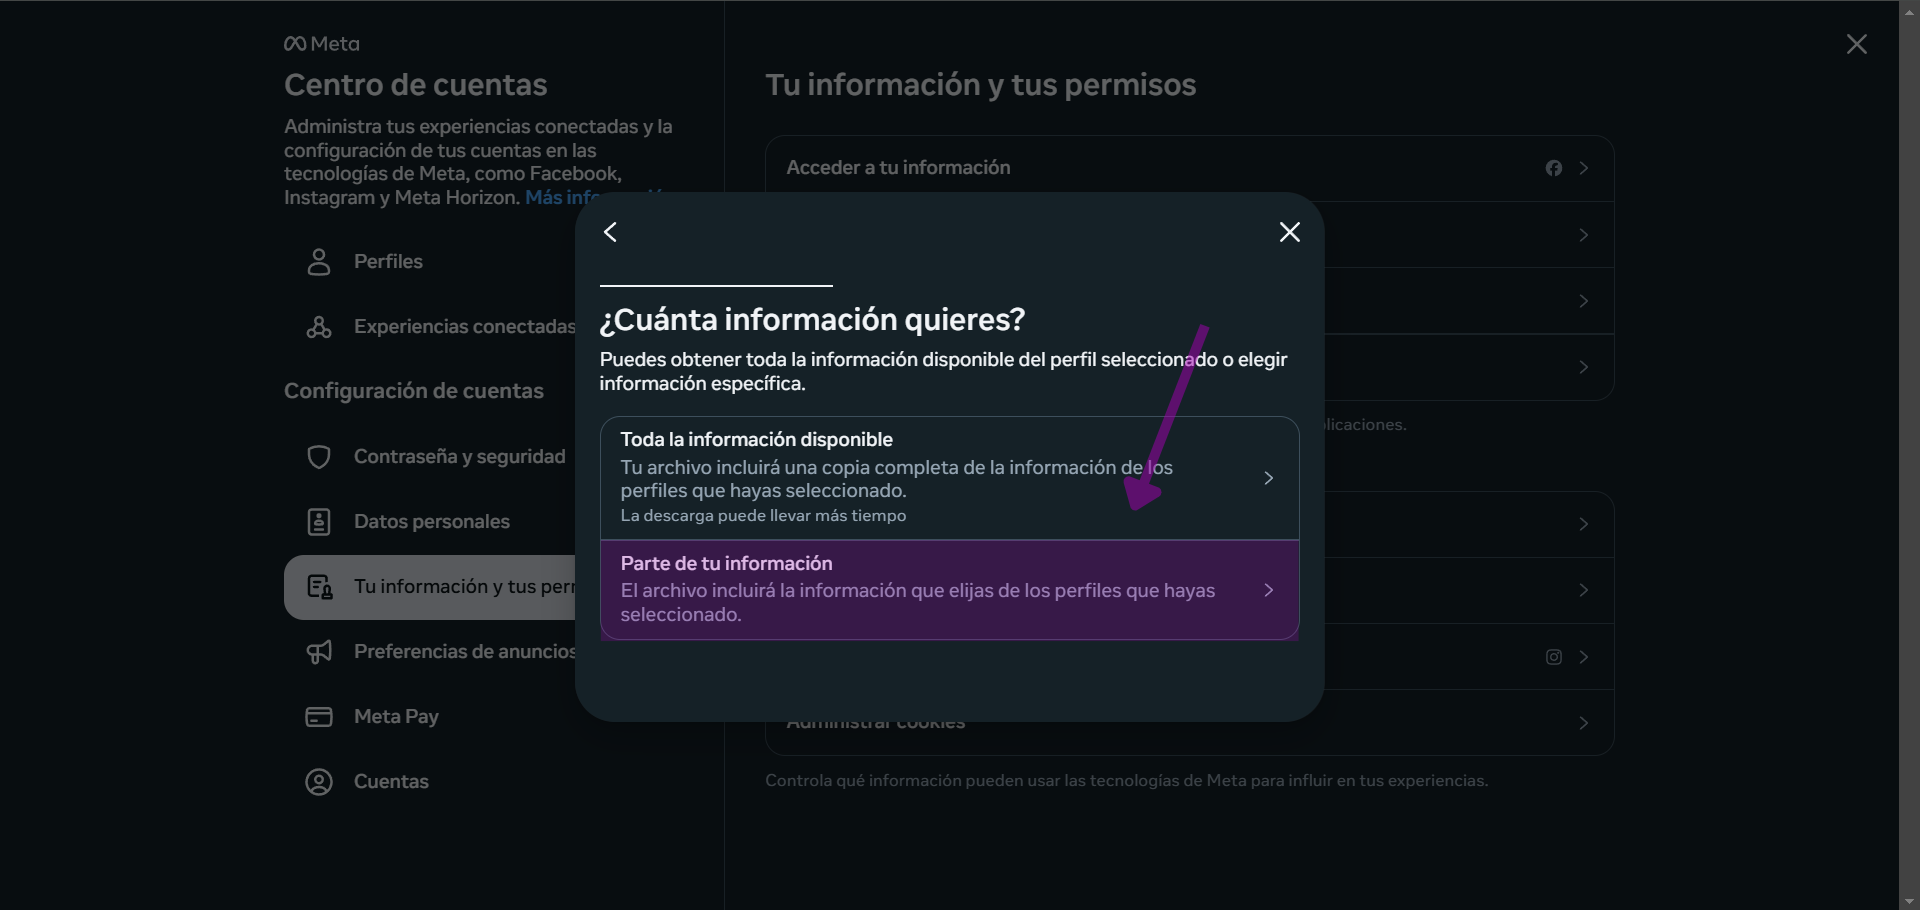 Meta
Centro de cuentas
Administra tus experiencias conectadas y la
configuración de tus cuentas en las
tecnologías de Meta, como Facebook,
Instagram y Meta Horizon. Más
Perfiles
Experiencias conectadas
Configuración de cuentas
Contraseña y seguridad
Datos personales
Tu información y tus
Preferencias de anuncios
Meta Pay
Cuentas
Tu información y tus permisos
Acceder a tu información
¿Cuánta información quieres?
Puedes obtener toda la información disponible del perfil seleccionado o elegir
información específica.
Toda la información disponible
Tu archivo incluirá una copia completa de la información de los
perfiles que hayas seleccionado.
La descarga puede llevar más tiempo
Parte de tu información
El archivo incluirá la información que elijas de los perfiles que hayas
seleccionado.
Administrar cookies
Controla qué información pueden usar las tecnologías de Meta para influir en tus experiencias.